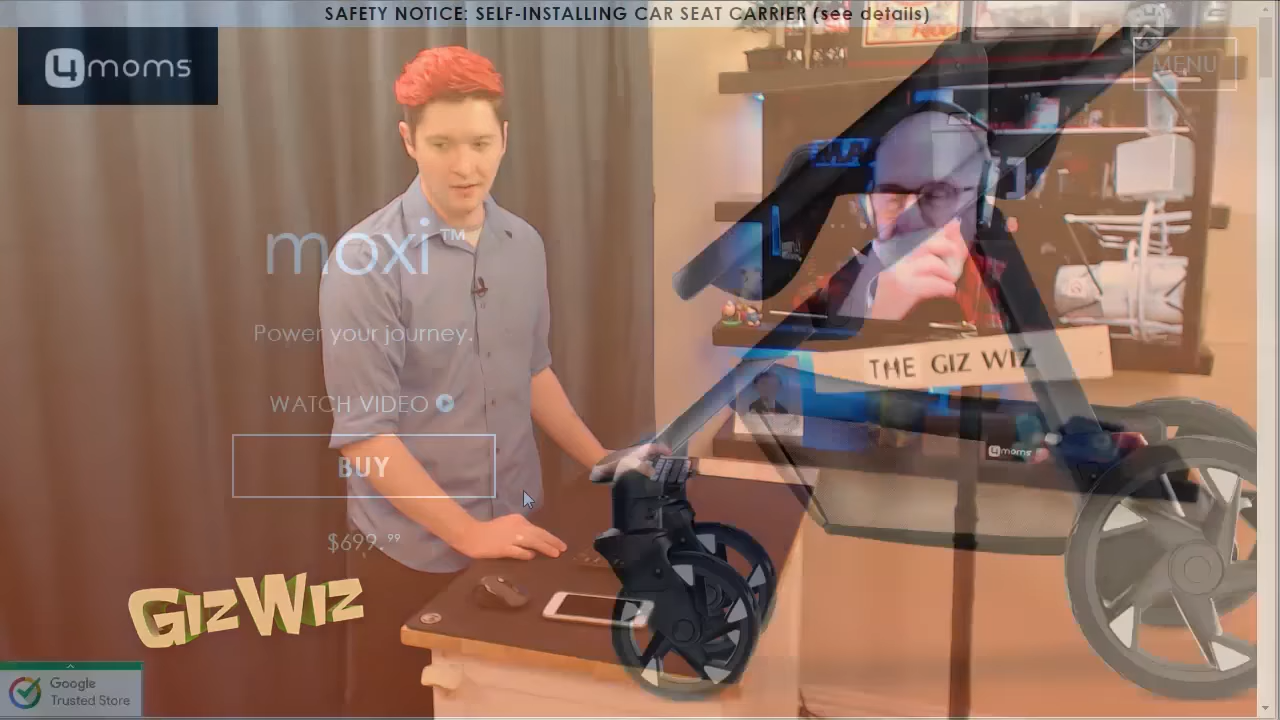 SAFETY NOTICE: SELF-INSTALLING CAR SEAT CARRIER (see details)
4moms
MENU
moxi™
Power your journey.
THE GIZ WIZ
WATCH VIDEO
4moms
BUY
$699.99
GIZWIZ
Google
Trusted Store